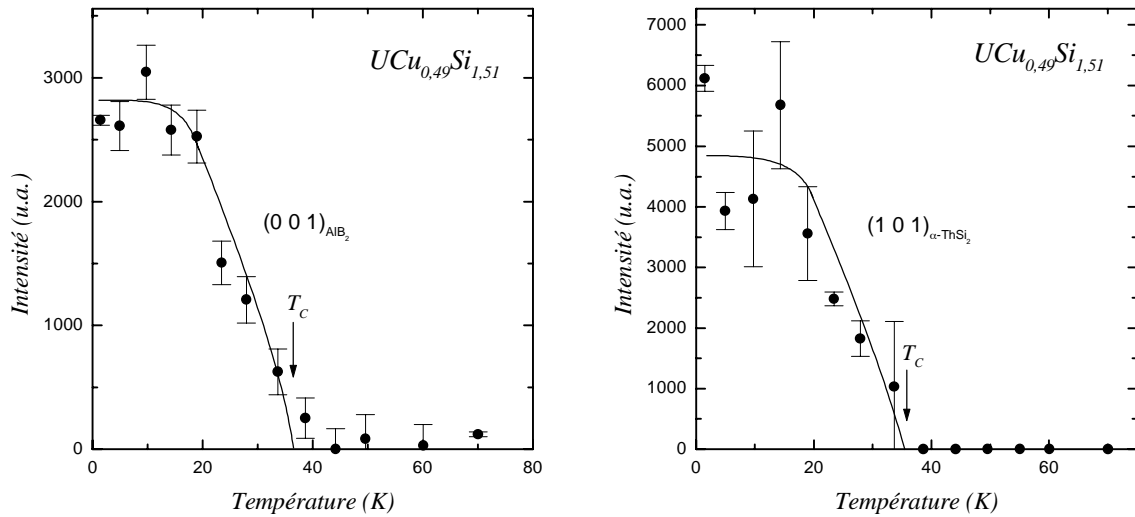 3000
2000
1000
0
0
20
40
60
80
Intensité (u.a.)
Température (K)
UCu0,49Si1,51
(0 0 1)AlB2
TC
7000
6000
5000
4000
3000
2000
1000
0
0
20
40
60
Intensité (u.a.)
Température (K)
UCu0,49Si1,51
(1 0 1)α-ThSi2
TC